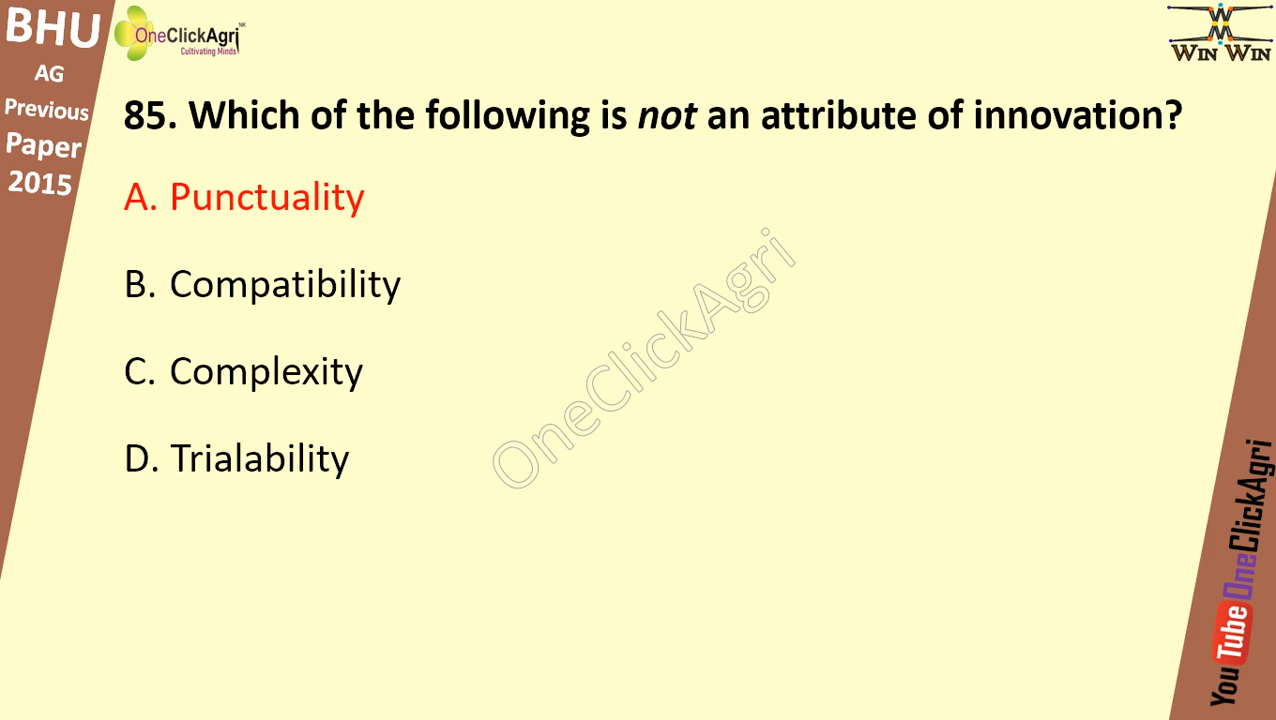 BHU
AG
Previous
Paper
2015
OneClickAgri NK
Cultivating Minds
WIN WIN
85. Which of the following is not an attribute of innovation?
A. Punctuality
B. Compatibility
C. Complexity
D. Trialability
OneClickAgri
YouTube OneClickAgri